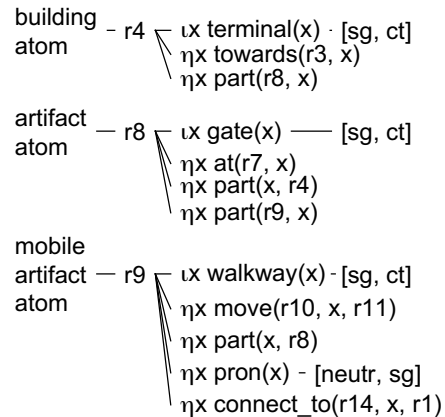 building
atom
r4
ιx terminal(x) - [sg, ct]
ηx towards(r3, x)
ηx part(r8, x)
artifact
atom
r8
ιx gate(x) — [sg, ct]
ηx at(r7, x)
ηx part(x, r4)
ηx part(r9, x)
mobile
artifact
atom
r9
ιx walkway(x) - [sg, ct]
ηx move(r10, x, r11)
ηx part(x, r8)
ηx pron(x) - [neutr, sg]
ηx connect_to(r14, x, r1)